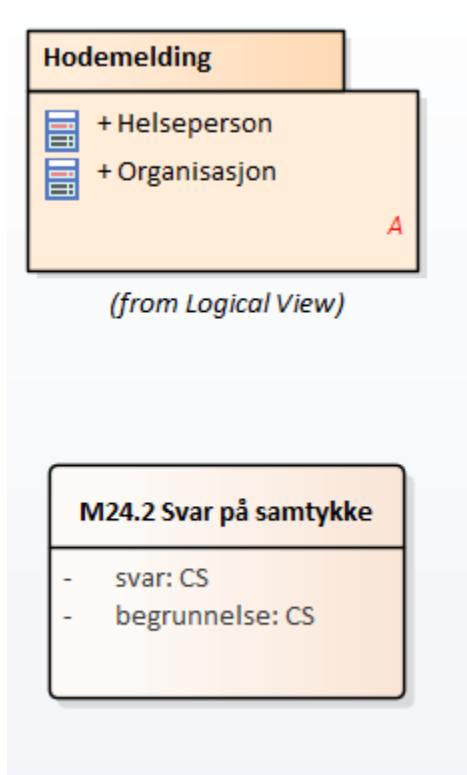 Hodemelding
+ Helseperson
+ Organisasjon
A
(from Logical View)
M24.2 Svar på samtykke
- svar: CS
- begrunnelse: CS